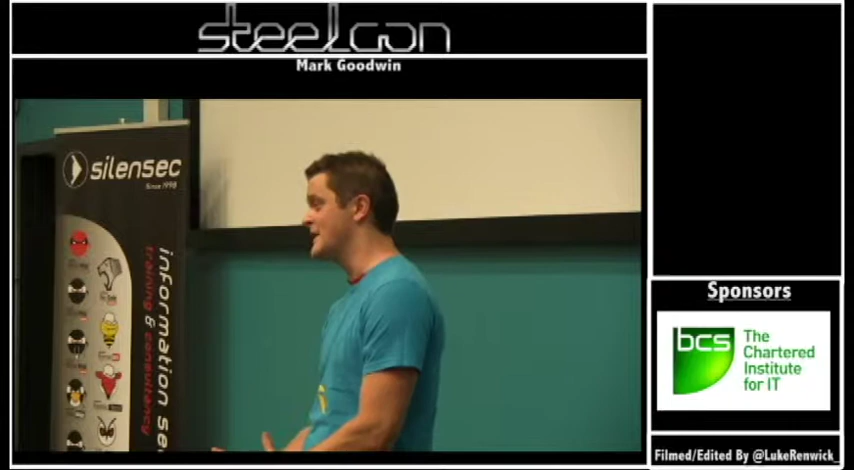 steelcon
Mark Goodwin
silensec
Since 1998
information se
training & consultancy
Sponsors
bcs
The
Chartered
Institute
for IT
Filmed/Edited By @LukeRenwick_